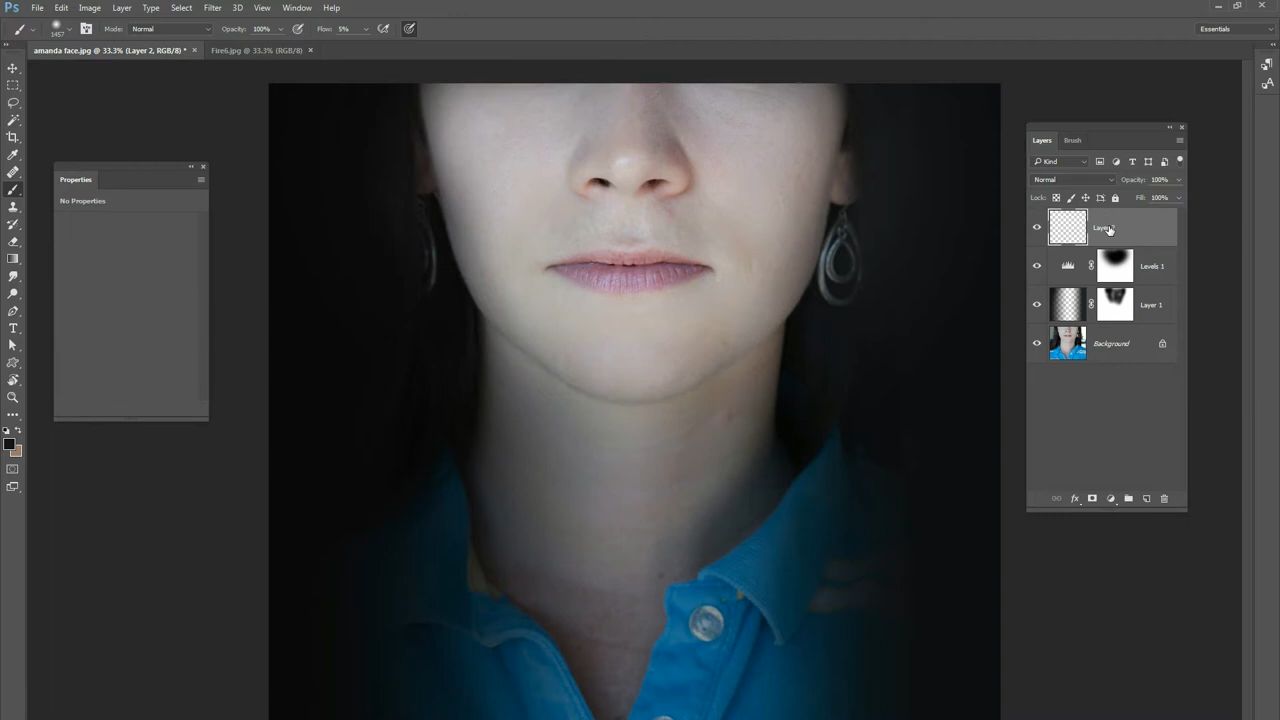 Ps File Edit Image Layer Type Select Filter 3D View Window Help
1457 Mode: Normal Opacity: 100% Flow: 5% Essentials
amanda face.jpg @ 33.3% (Layer 2, RGB/8) * × Fire6.jpg @ 33.3% (RGB/8) ×
Layers Brush
Kind
Normal Opacity: 100%
Lock: Fill: 100%
Properties
No Properties
Levels 1
Layer 1
Background
fx